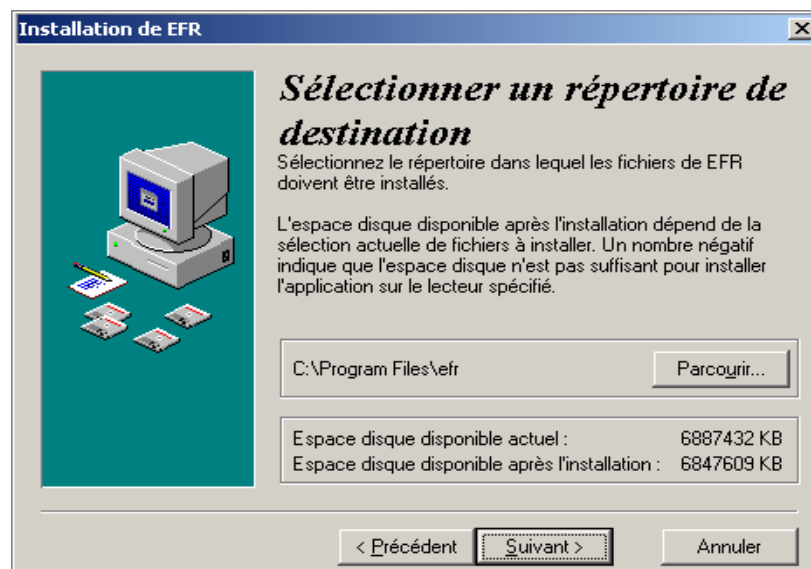 Installation de EFR
Sélectionner un répertoire de
destination
Sélectionnez le répertoire dans lequel les fichiers de EFR
doivent être installés.
L'espace disque disponible après l'installation dépend de la
sélection actuelle de fichiers à installer. Un nombre négatif
indique que l'espace disque n'est pas suffisant pour installer
l'application sur le lecteur spécifié.
C:\Program Files\efr Parcourir...
Espace disque disponible actuel : 6887432 KB
Espace disque disponible après l'installation : 6847609 KB
< Précédent Suivant > Annuler